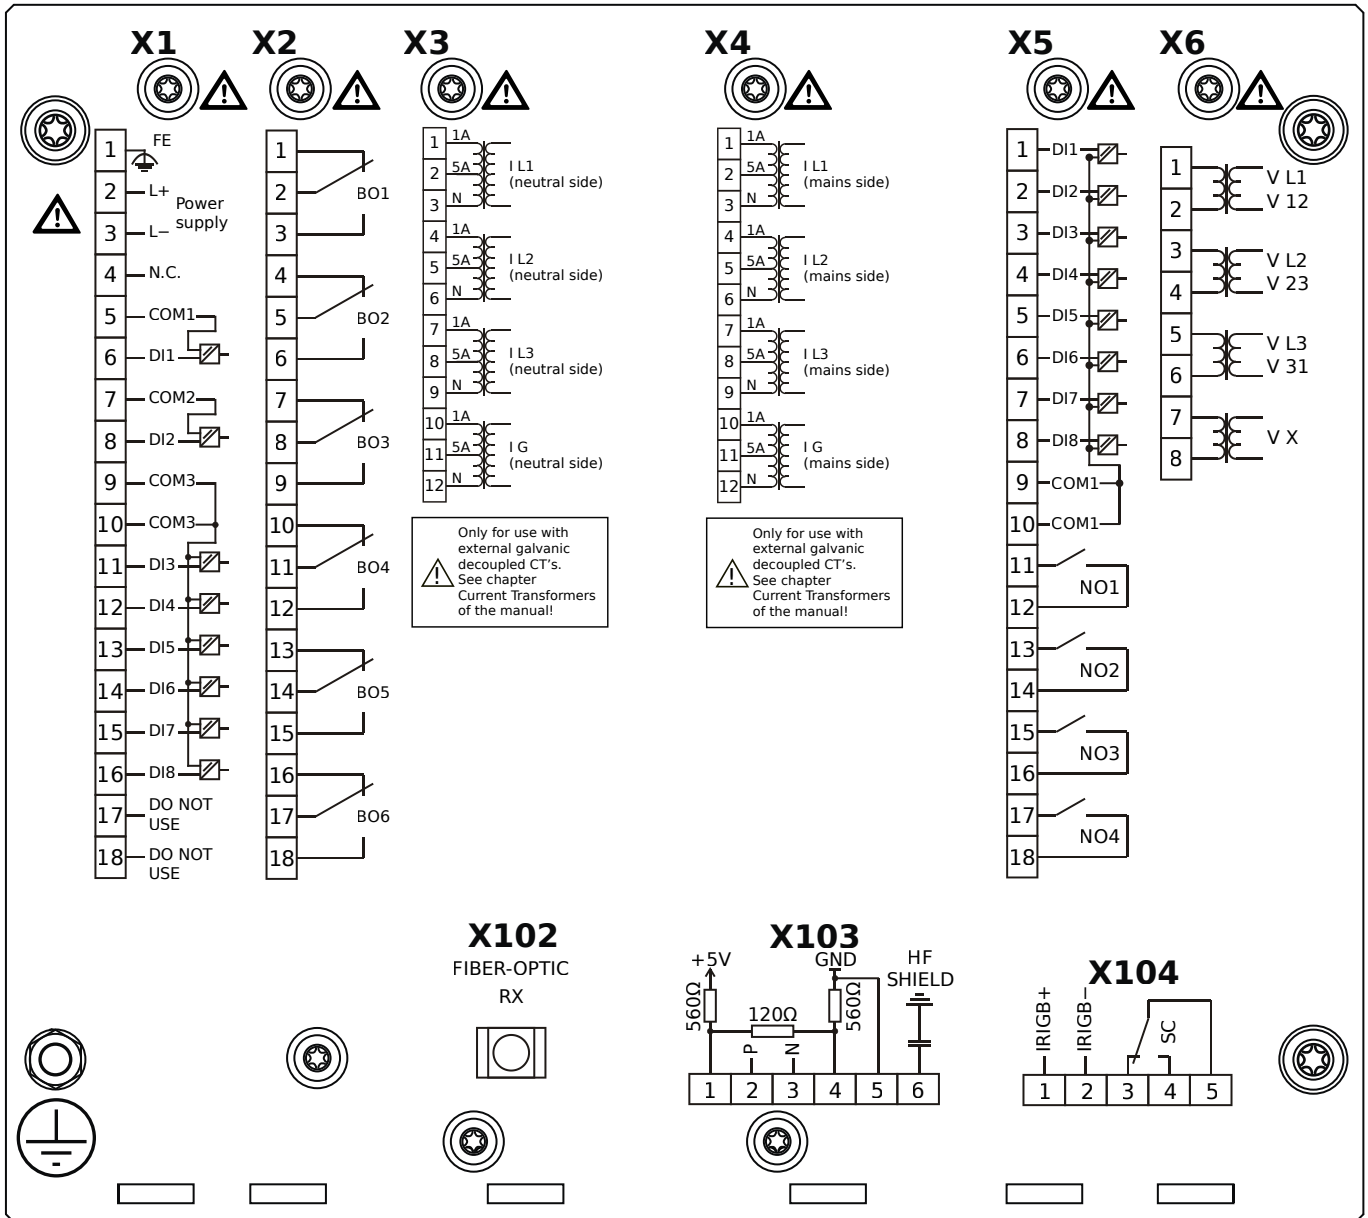 X1 X2 X3 X4 X5 X6
1 FE
2 L+
Power
supply
3 L−
4 N.C.
5 COM1
6 DI1
7 COM2
8 DI2
9 COM3
10 COM3
11 DI3
12 DI4
13 DI5
14 DI6
15 DI7
16 DI8
17 DO NOT
USE
18 DO NOT
USE
1
2 BO1
3
4
5 BO2
6
7
8 BO3
9
10
11 BO4
12
13
14 BO5
15
16
17 BO6
18
1 1A
2 5A I L1
(neutral side)
3 N
4 1A
5 5A I L2
(neutral side)
6 N
7 1A
8 5A I L3
(neutral side)
9 N
10 1A
11 5A I G
(neutral side)
12 N
Only for use with
external galvanic
decoupled CT's.
See chapter
Current Transformers
of the manual!
1 1A
2 5A I L1
(mains side)
3 N
4 1A
5 5A I L2
(mains side)
6 N
7 1A
8 5A I L3
(mains side)
9 N
10 1A
11 5A I G
(mains side)
12 N
Only for use with
external galvanic
decoupled CT's.
See chapter
Current Transformers
of the manual!
1 DI1
2 DI2
3 DI3
4 DI4
5 DI5
6 DI6
7 DI7
8 DI8
9 COM1
10 COM1
11
NO1
12
13
NO2
14
15
NO3
16
17
NO4
18
1 V L1
2 V 12
3 V L2
4 V 23
5 V L3
6 V 31
7
V X
8
X102
FIBER-OPTIC
RX
X103
+5V GND HF
SHIELD
560Ω 120Ω 560Ω
P N
1 2 3 4 5 6
X104
IRIGB+ IRIGB− SC
1 2 3 4 5